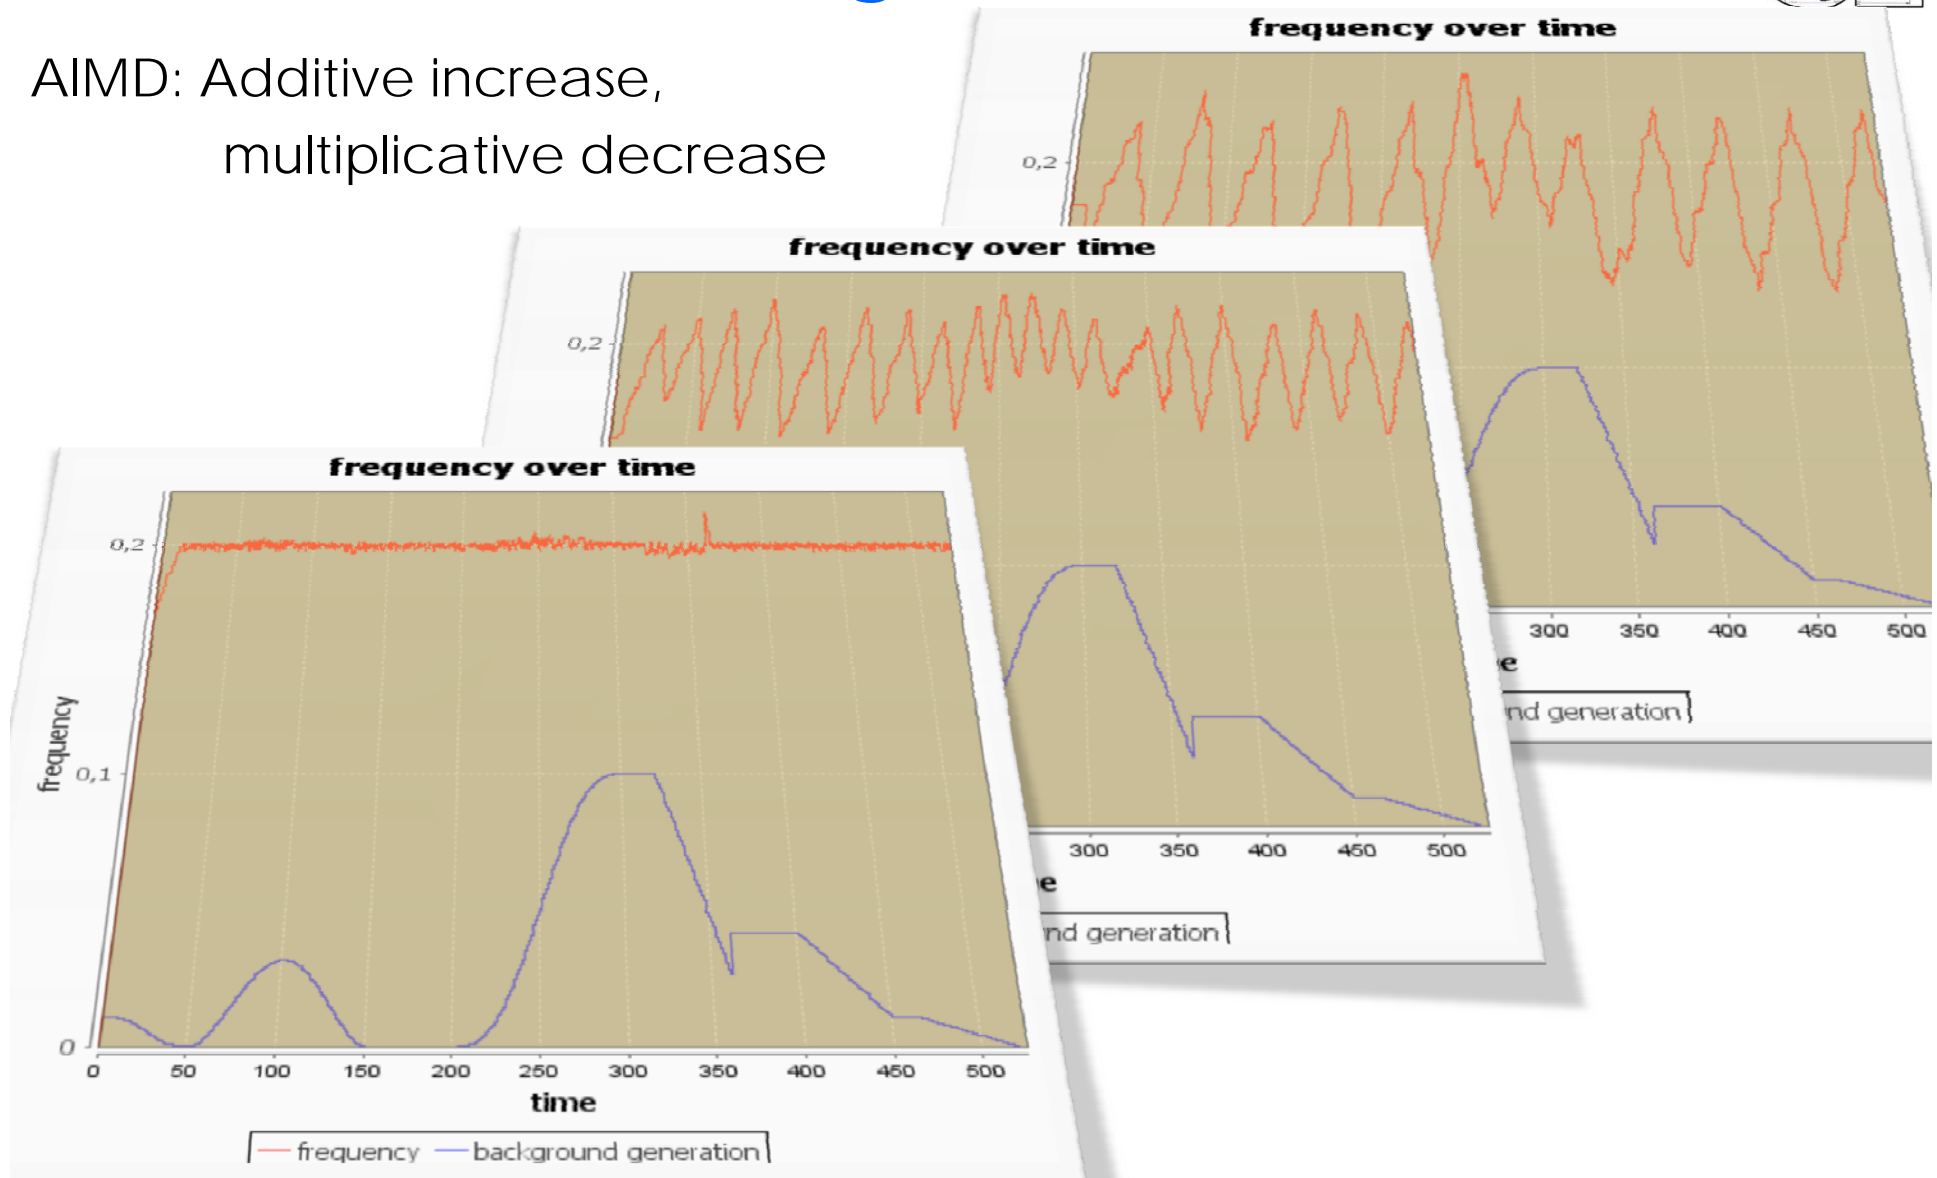 AIMD: Additive increase,
multiplicative decrease
frequency over time
0,2
300 350 400 450 500
e
nd generation
frequency over time
0,2
300 350 400 450 500
e
nd generation
frequency over time
0,2
0,1
0
frequency
0 50 100 150 200 250 300 350 400 450 500
time
frequency background generation